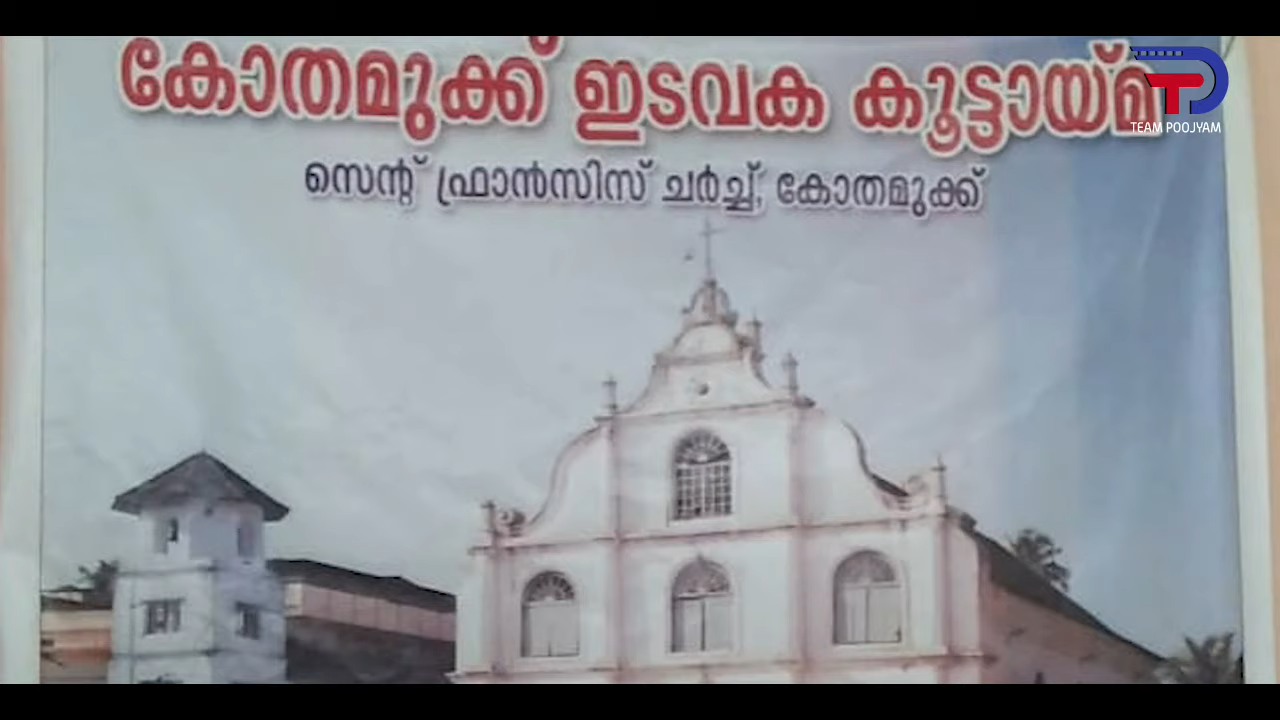 കോതമുക്ക് ഇടവക കൂട്ടായ്മ
സെന്റ് ഫ്രാൻസിസ് ചർച്ച്, കോതമുക്ക്
TEAM POOJYAM